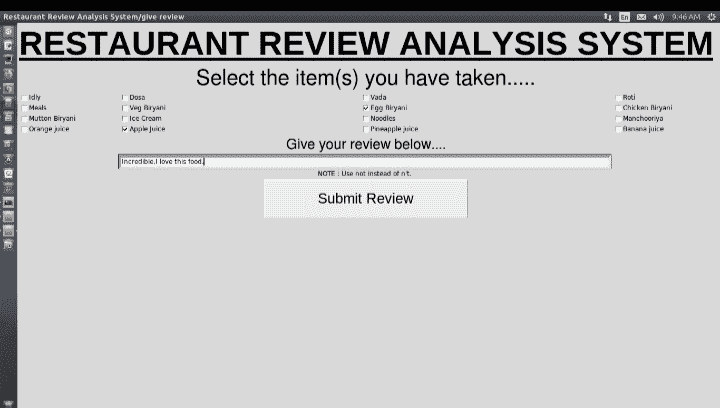 Restaurant Review Analysis System/give review
En 9:46 AM
RESTAURANT REVIEW ANALYSIS SYSTEM
Select the item(s) you have taken.....
Idly Dosa Vada Roti
Meals Veg Biryani Egg Biryani Chicken Biryani
Mutton Biryani Ice Cream Noodles Manchooriya
Orange juice Apple Juice Pineapple juice Banana juice
Give your review below....
Incredible.I love this food.
NOTE : Use not instead of n't.
Submit Review